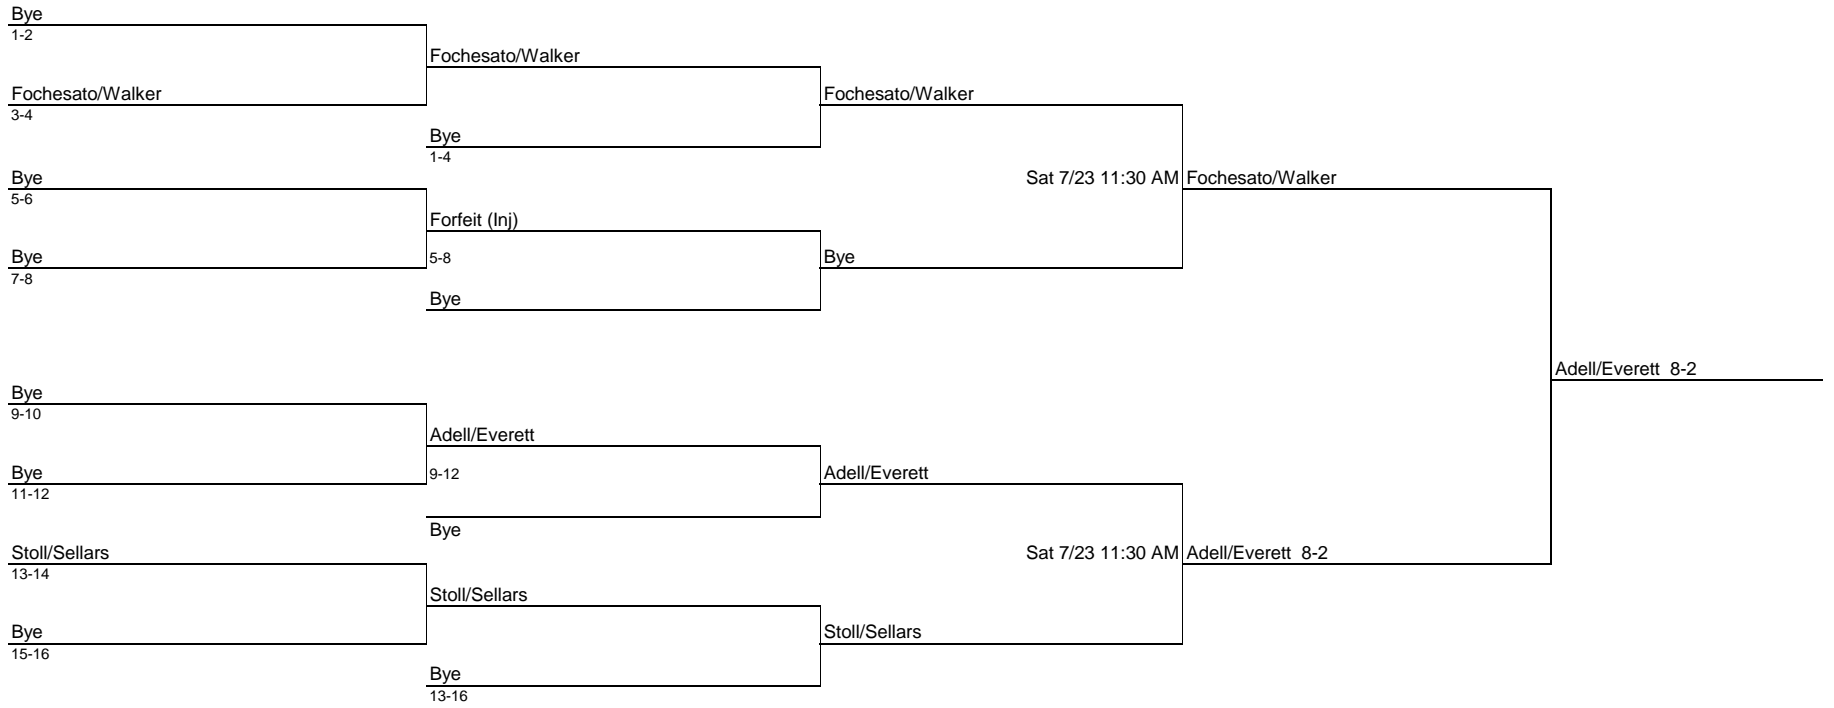 Bye
1-2
Fochesato/Walker
Fochesato/Walker
3-4
Fochesato/Walker
Bye
1-4
Bye
5-6
Sat 7/23 11:30 AM Fochesato/Walker
Forfeit (Inj)
Bye
7-8
5-8
Bye
Bye
Adell/Everett 8-2
Bye
9-10
Adell/Everett
Bye
11-12
9-12
Adell/Everett
Bye
Stoll/Sellars
13-14
Sat 7/23 11:30 AM Adell/Everett 8-2
Stoll/Sellars
Bye
15-16
Stoll/Sellars
Bye
13-16